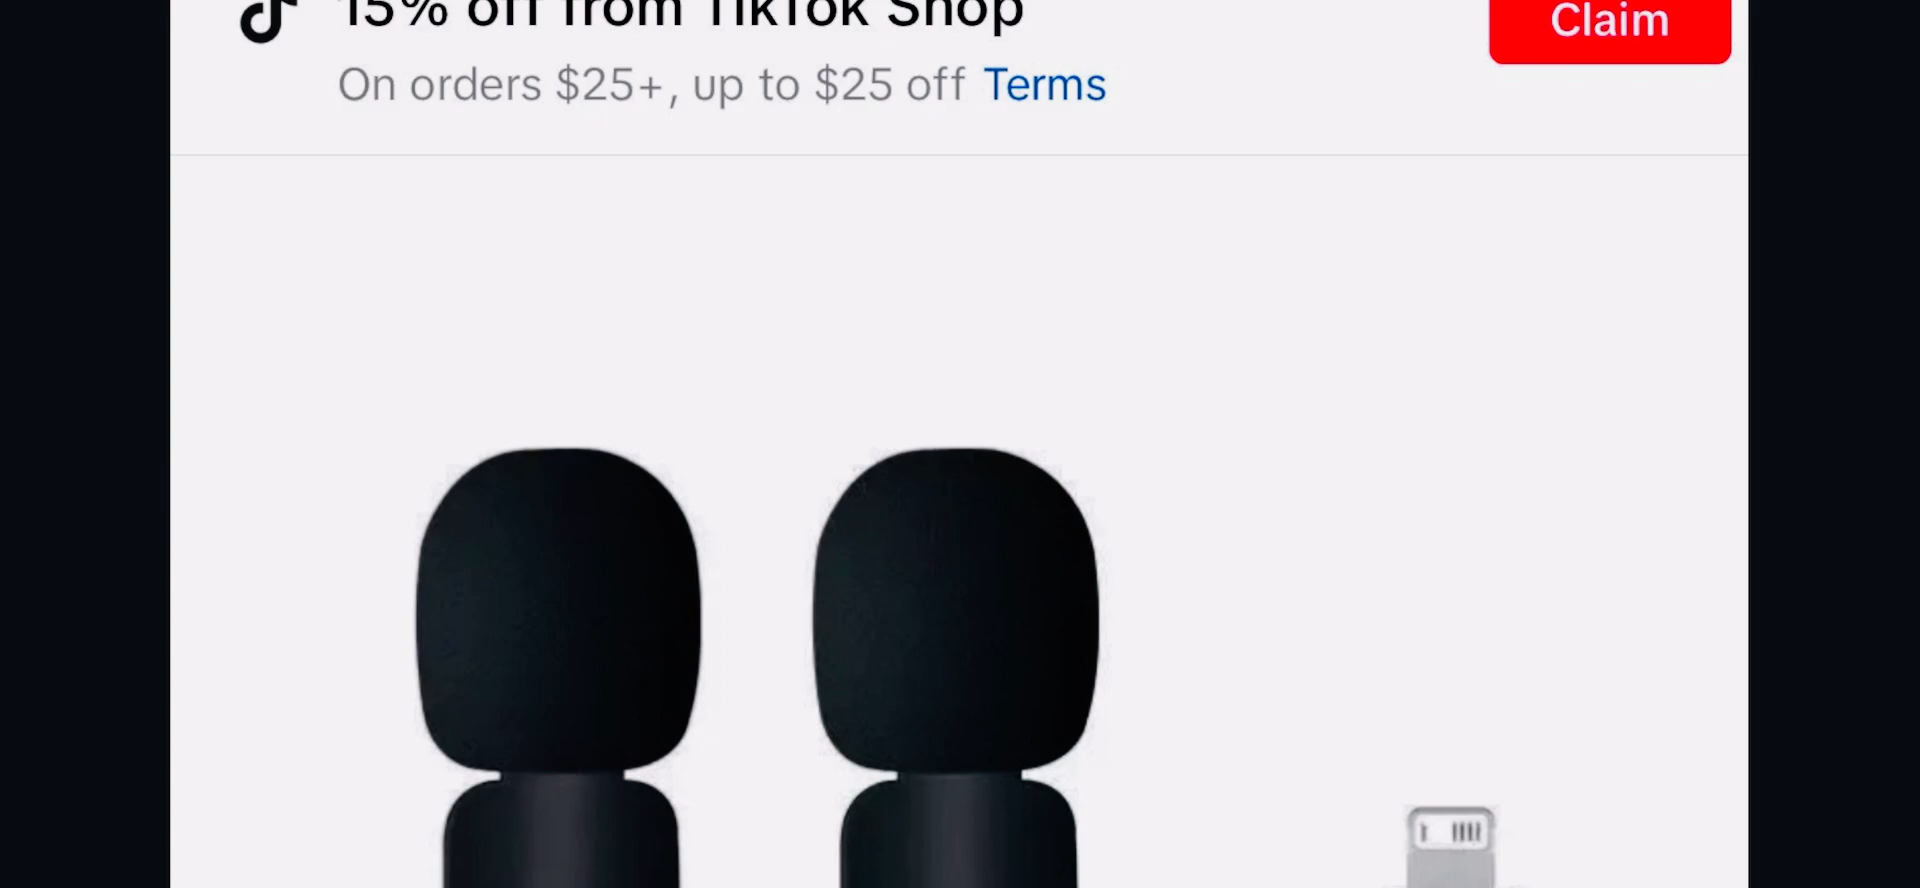 15% off from TikTok Shop
Claim
On orders $25+, up to $25 off Terms